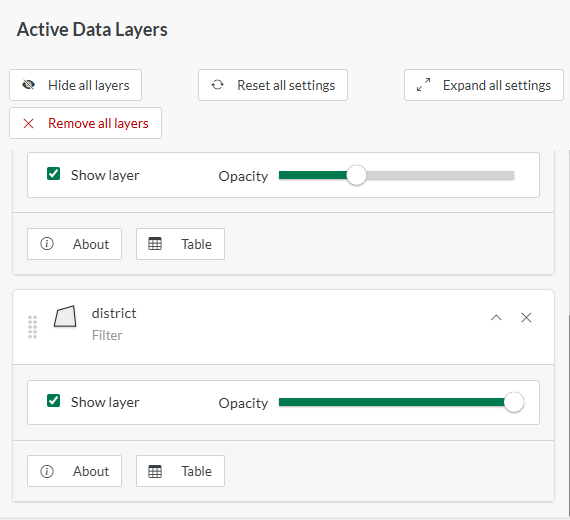 Active Data Layers
Hide all layers
Reset all settings
Expand all settings
Remove all layers
Show layer
Opacity
About
Table
district
Filter
Show layer
Opacity
About
Table